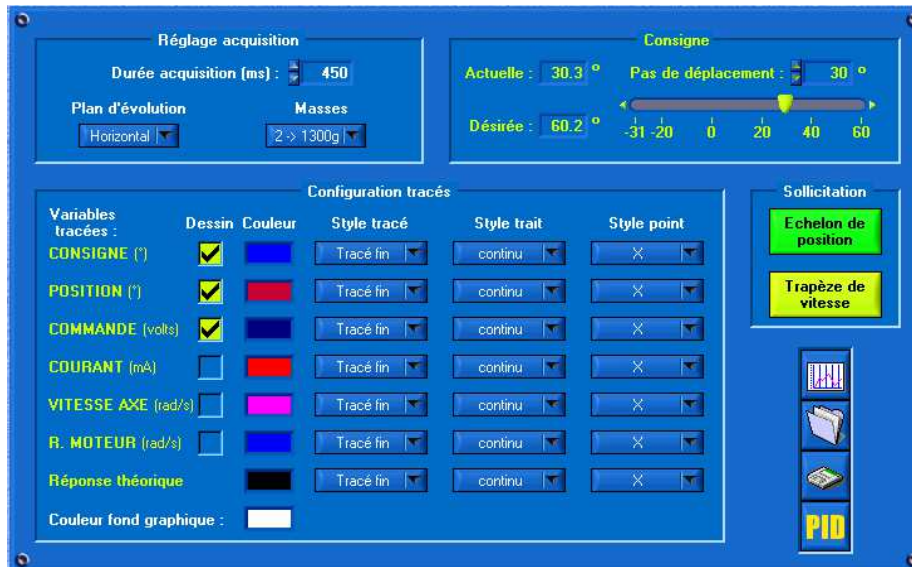 Réglage acquisition
Durée acquisition (ms) : 450
Plan d'évolution Masses
Horizontal 2 -> 1300g
Consigne
Actuelle : 30.3 ° Pas de déplacement : 30 °
Désirée : 60.2 °
-31 -20 0 20 40 60
Configuration tracés
Variables tracées : Dessin Couleur Style tracé Style trait Style point
CONSIGNE (°) Tracé fin continu X
POSITION (°) Tracé fin continu X
COMMANDE (volts) Tracé fin continu X
COURANT (mA) Tracé fin continu X
VITESSE AXE (rad/s) Tracé fin continu X
R. MOTEUR (rad/s) Tracé fin continu X
Réponse théorique Tracé fin continu X
Couleur fond graphique :
Sollicitation
Echelon de
position
Trapèze de
vitesse
PID